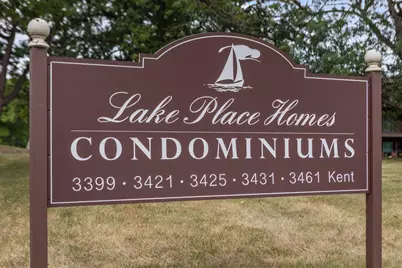 Lake Place Homes
CONDOMINIUMS
3399 · 3421 · 3425 · 3431 · 3461 Kent